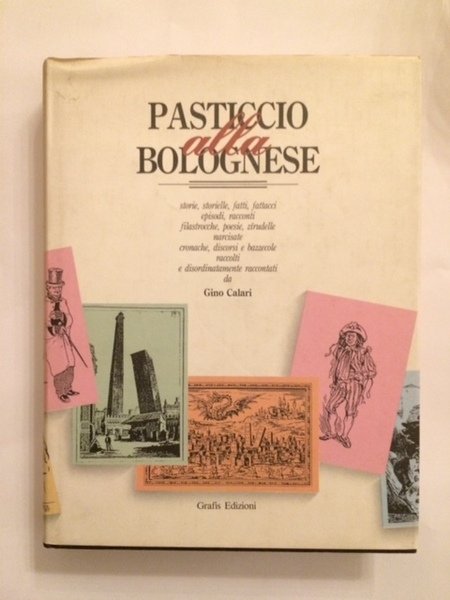 PASTICCIO
alla
BOLOGNESE
storie, storielle, fatti, fattacci
episodi, racconti
filastrocche, poesie, zirudelle
narcisate
cronache, discorsi e bazzecole
raccolti
e disordinatamente raccontati
da
Gino Calari
Grafis Edizioni